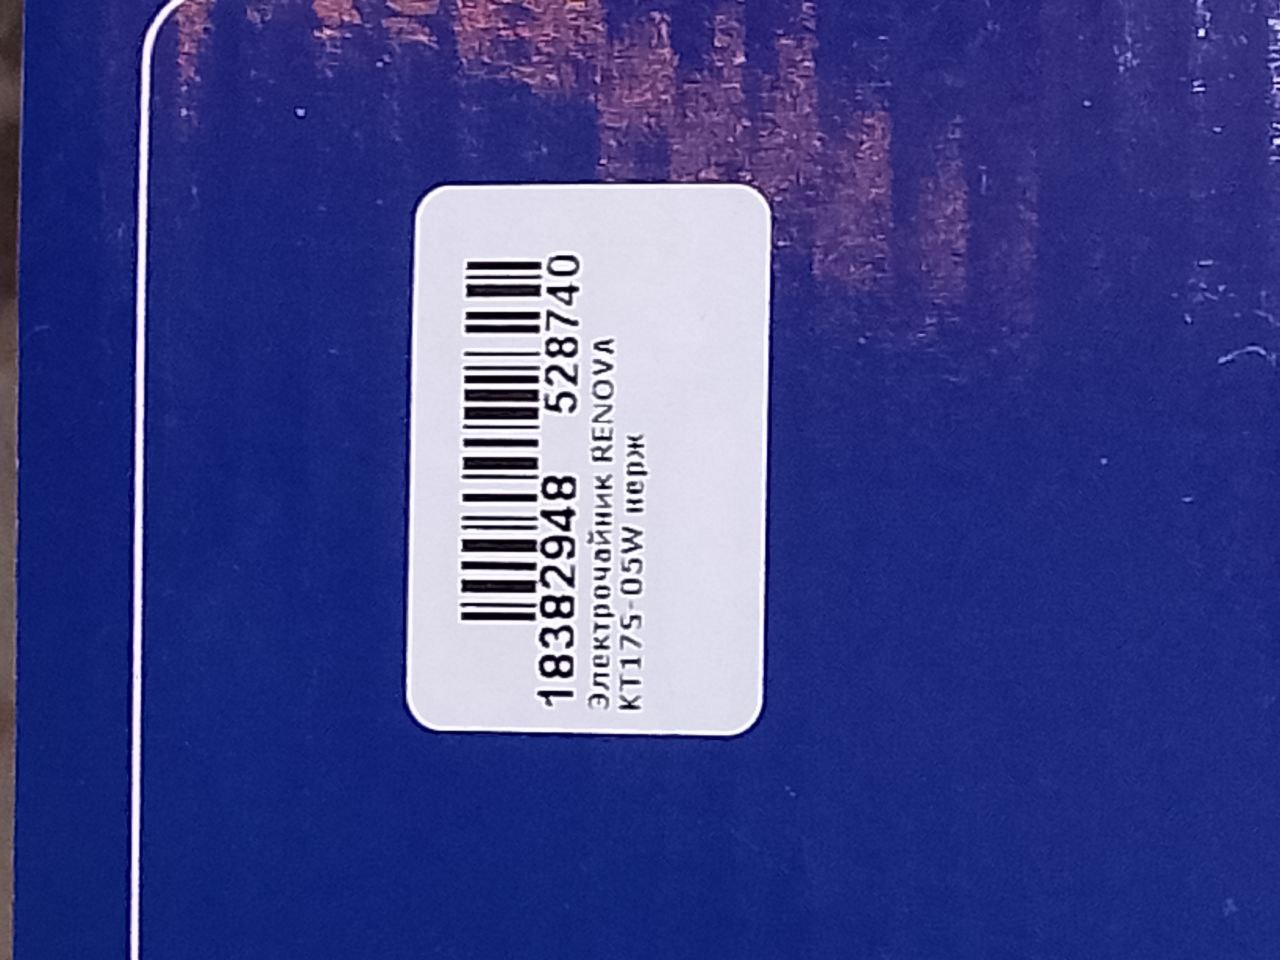 18382948 528740
Электрочайник RENOVA
KT175-05W нерж